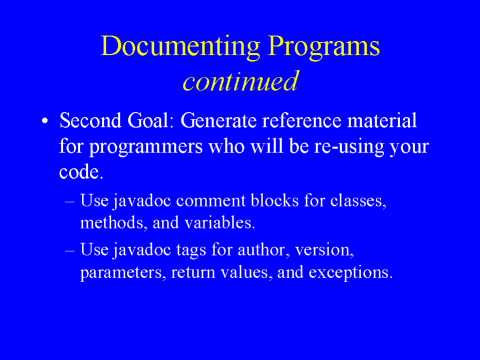 Documenting Programs
continued
• Second Goal: Generate reference material
for programmers who will be re-using your
code.
– Use javadoc comment blocks for classes,
methods, and variables.
– Use javadoc tags for author, version,
parameters, return values, and exceptions.